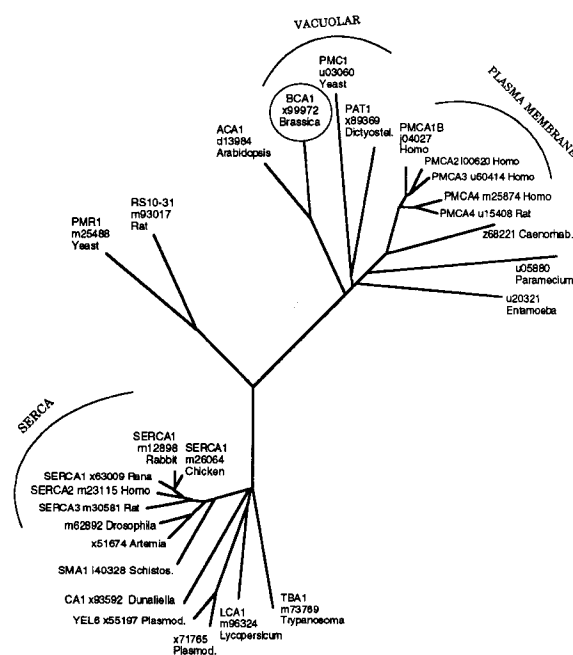 VACUOLAR
PLASMA MEMBRANE
PMC1
u03060
Yeast
BCA1
x99972
Brassica
PAT1
x89369
Dictyostel.
PMCA1B
j04027
Homo
ACA1
d13984
Arabidopsis
PMCA2 l00620 Homo
PMCA3 u60414 Homo
PMCA4 m25874 Homo
PMCA4 u15408 Rat
z68221 Caenorhab.
u05880
Paramecium
u20321
Entamoeba
RS10-31
m93017
Rat
PMR1
m25488
Yeast
SERCA
SERCA1
m12898
Rabbit
SERCA1
m26064
Chicken
SERCA1 x63009 Rana
SERCA2 m23115 Homo
SERCA3 m30581 Rat
m62892 Drosophila
x51674 Artemia
SMA1 l40328 Schistos.
CA1 x93592 Dunaliella
YEL6 x55197 Plasmod.
x71765
Plasmod.
LCA1
m96324
Lycopersicum
TBA1
m73769
Trypanosoma